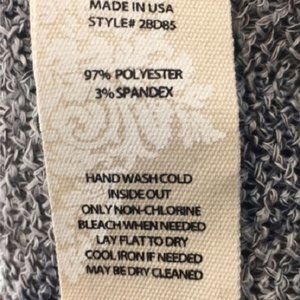 MADE IN USA
STYLE# 2BD85
97% POLYESTER
3% SPANDEX
HAND WASH COLD
INSIDE OUT
ONLY NON-CHLORINE
BLEACH WHEN NEEDED
LAY FLAT TO DRY
COOL IRON IF NEEDED
MAY BE DRY CLEANED